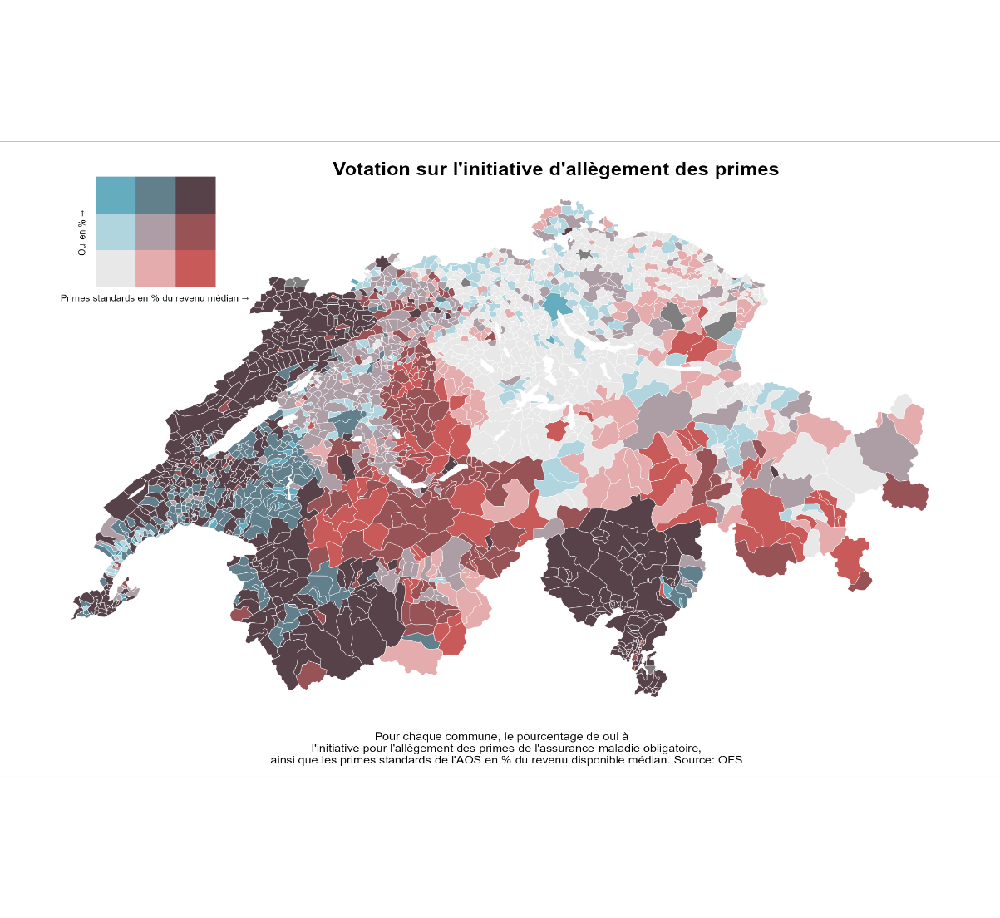 Votation sur l'initiative d'allègement des primes
Oui en % →
Primes standards en % du revenu médian →
Pour chaque commune, le pourcentage de oui à
l'initiative pour l'allègement des primes de l'assurance-maladie obligatoire,
ainsi que les primes standards de l'AOS en % du revenu disponible médian. Source: OFS